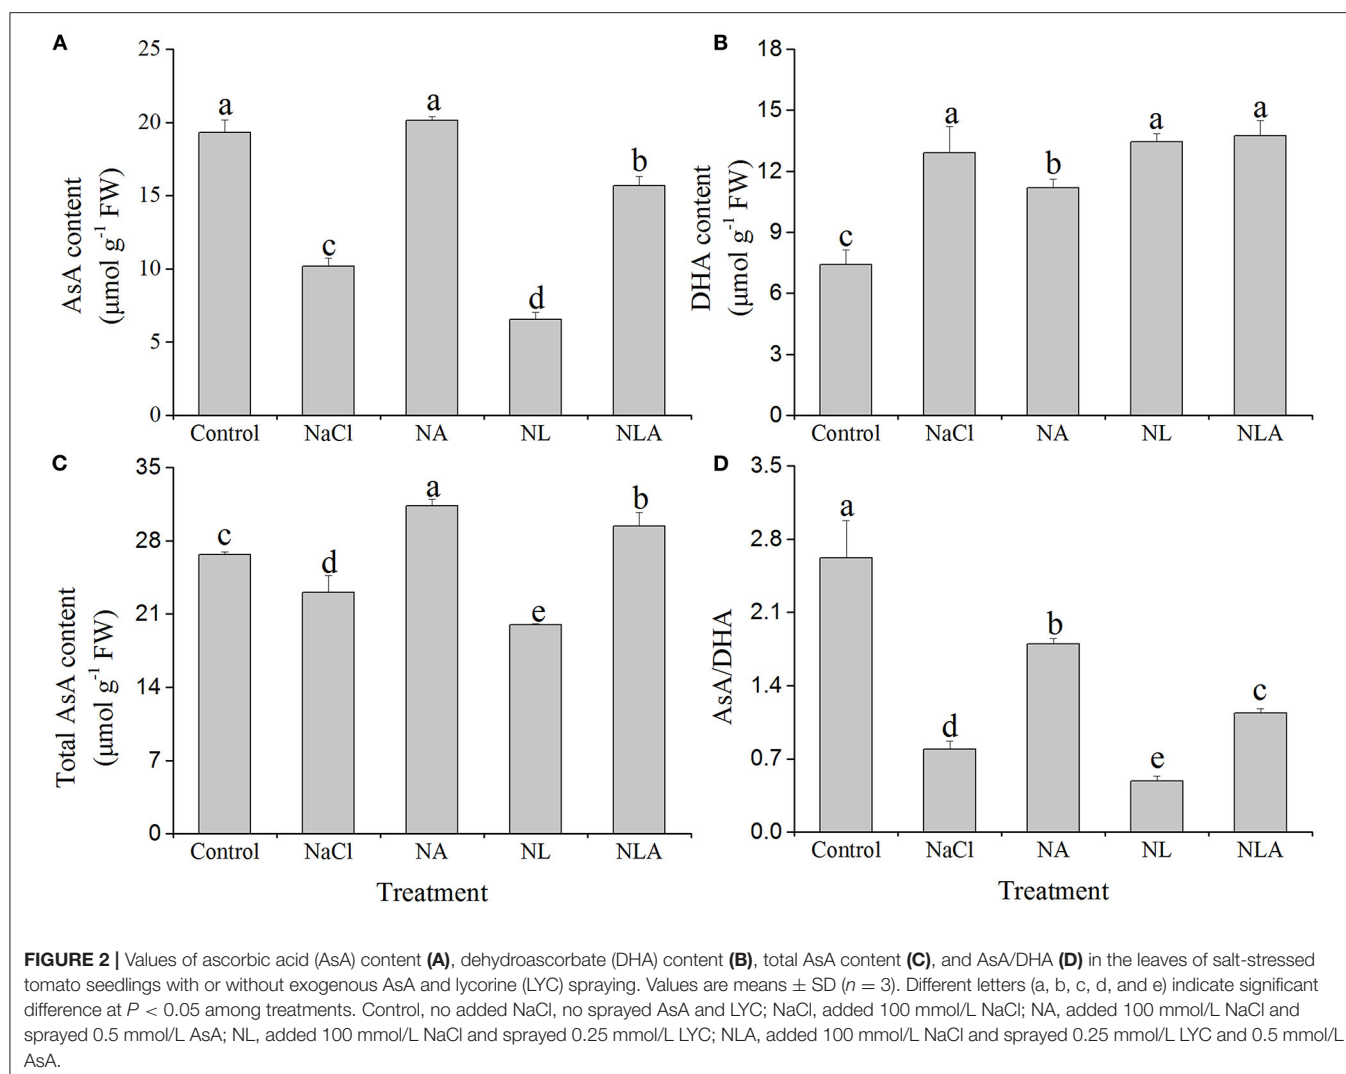 A
AsA content
(μmol g⁻¹ FW)
25
20
15
10
5
0
a
c
a
d
b
Control NaCl NA NL NLA
B
DHA content
(μmol g⁻¹ FW)
18
15
12
9
6
3
0
c
a
b
a
a
Control NaCl NA NL NLA
C
Total AsA content
(μmol g⁻¹ FW)
35
28
21
14
7
0
c
d
a
e
b
Control NaCl NA NL NLA
Treatment
D
AsA/DHA
3.5
2.8
2.1
1.4
0.7
0.0
a
d
b
e
c
Control NaCl NA NL NLA
Treatment
FIGURE 2 | Values of ascorbic acid (AsA) content (A), dehydroascorbate (DHA) content (B), total AsA content (C), and AsA/DHA (D) in the leaves of salt-stressed
tomato seedlings with or without exogenous AsA and lycorine (LYC) spraying. Values are means ± SD (n = 3). Different letters (a, b, c, d, and e) indicate significant
difference at P < 0.05 among treatments. Control, no added NaCl, no sprayed AsA and LYC; NaCl, added 100 mmol/L NaCl; NA, added 100 mmol/L NaCl and
sprayed 0.5 mmol/L AsA; NL, added 100 mmol/L NaCl and sprayed 0.25 mmol/L LYC; NLA, added 100 mmol/L NaCl and sprayed 0.25 mmol/L LYC and 0.5 mmol/L
AsA.